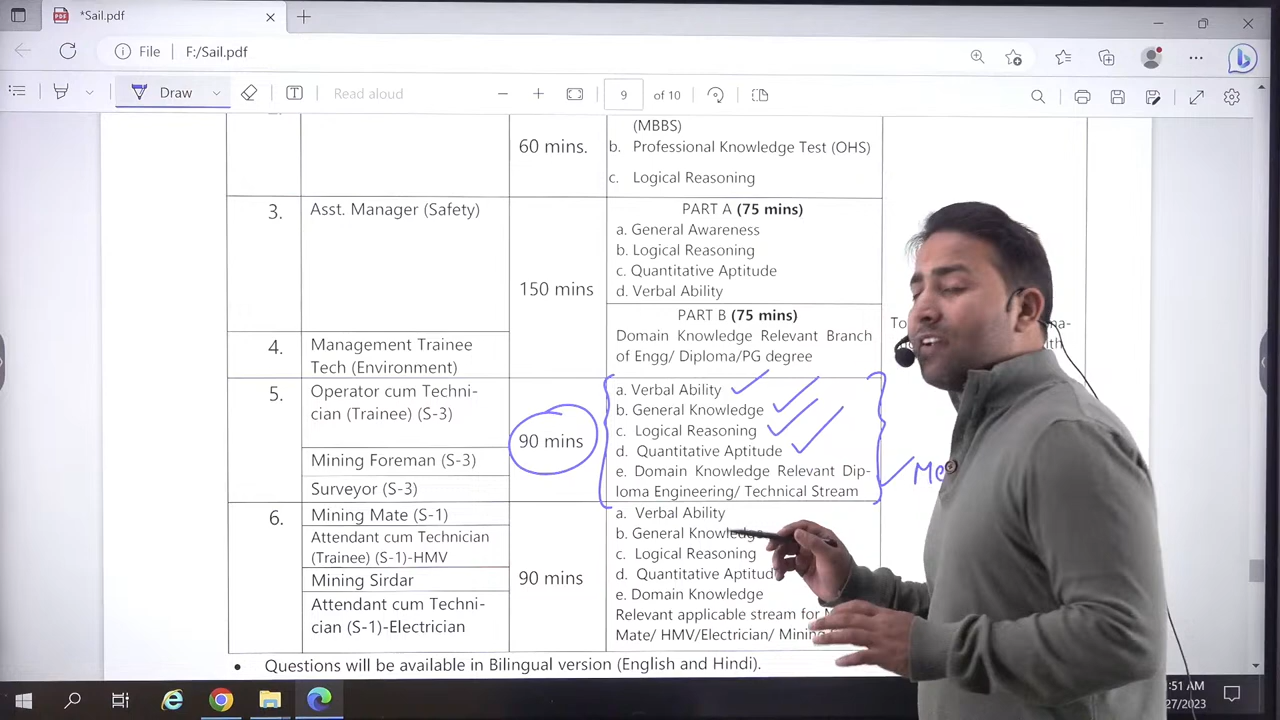 *Sail.pdf
File F:/Sail.pdf
Draw Read aloud 9 of 10
(MBBS)
60 mins. b. Professional Knowledge Test (OHS)
c. Logical Reasoning
3. Asst. Manager (Safety) PART A (75 mins)
a. General Awareness
b. Logical Reasoning
c. Quantitative Aptitude
150 mins d. Verbal Ability
PART B (75 mins)
4. Management Trainee Domain Knowledge Relevant Branch
Tech (Environment) of Engg/ Diploma/PG degree
5. Operator cum Techni- a. Verbal Ability
cian (Trainee) (S-3) b. General Knowledge
c. Logical Reasoning
90 mins d. Quantitative Aptitude
Mining Foreman (S-3) e. Domain Knowledge Relevant Dip-
Surveyor (S-3) loma Engineering/ Technical Stream
6. Mining Mate (S-1) a. Verbal Ability
Attendant cum Technician b. General Knowledge
(Trainee) (S-1)-HMV c. Logical Reasoning
Mining Sirdar 90 mins d. Quantitative Aptitud
Attendant cum Techni- e. Domain Knowledge
cian (S-1)-Electrician Relevant applicable stream for
Mate/ HMV/Electrician/ Mining
• Questions will be available in Bilingual version (English and Hindi).
:51 AM
27/2023